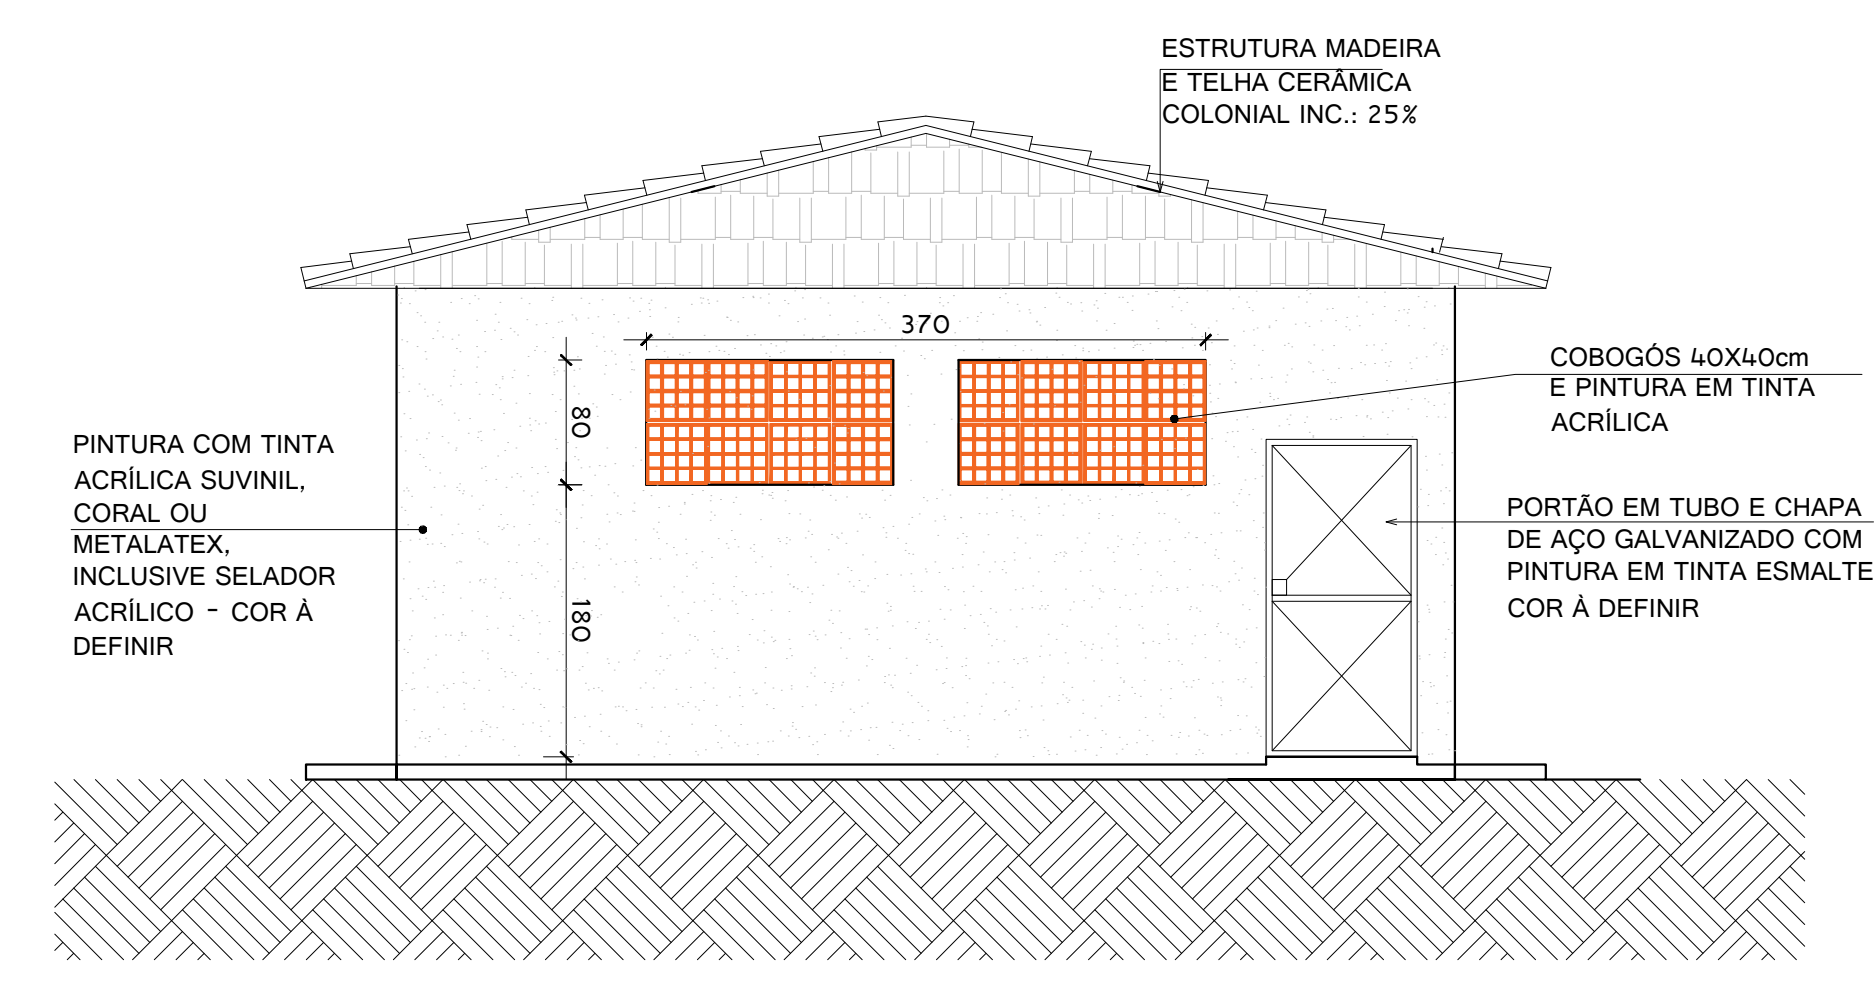 ESTRUTURA MADEIRA
E TELHA CERÂMICA
COLONIAL INC.: 25%
370
80
180
COBOGÓS 40X40cm
E PINTURA EM TINTA
ACRÍLICA
PINTURA COM TINTA
ACRÍLICA SUVINIL,
CORAL OU
METALATEX,
INCLUSIVE SELADOR
ACRÍLICO - COR À
DEFINIR
PORTÃO EM TUBO E CHAPA
DE AÇO GALVANIZADO COM
PINTURA EM TINTA ESMALTE
COR À DEFINIR